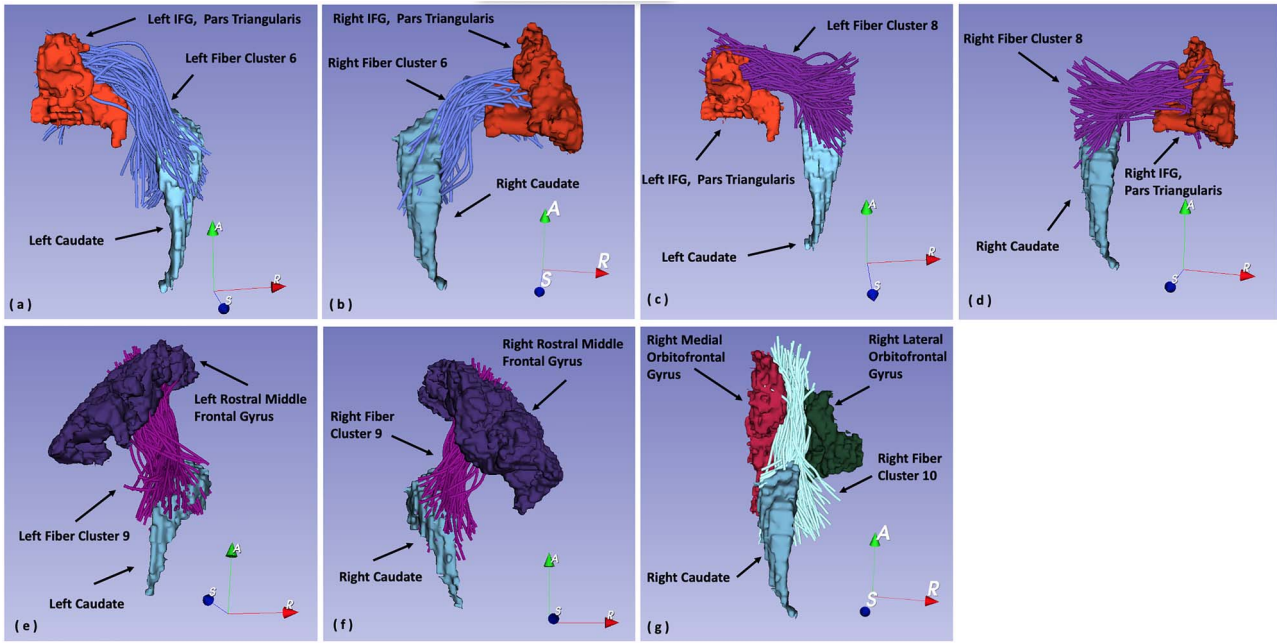 Left IFG, Pars Triangularis
Left Fiber Cluster 6
Left Caudate
A
R
S
( a )
Right IFG, Pars Triangularis
Right Fiber Cluster 6
Right Caudate
A
R
S
( b )
Left Fiber Cluster 8
Left IFG, Pars Triangularis
Left Caudate
A
R
S
( c )
Right Fiber Cluster 8
Right IFG,
Pars Triangularis
Right Caudate
A
R
S
( d )
Left Rostral Middle
Frontal Gyrus
Left Fiber Cluster 9
Left Caudate
A
R
S
( e )
Right Rostral Middle
Frontal Gyrus
Right Fiber
Cluster 9
Right Caudate
A
R
S
( f )
Right Medial
Orbitofrontal
Gyrus
Right Lateral
Orbitofrontal
Gyrus
Right Fiber
Cluster 10
Right Caudate
A
R
S
( g )